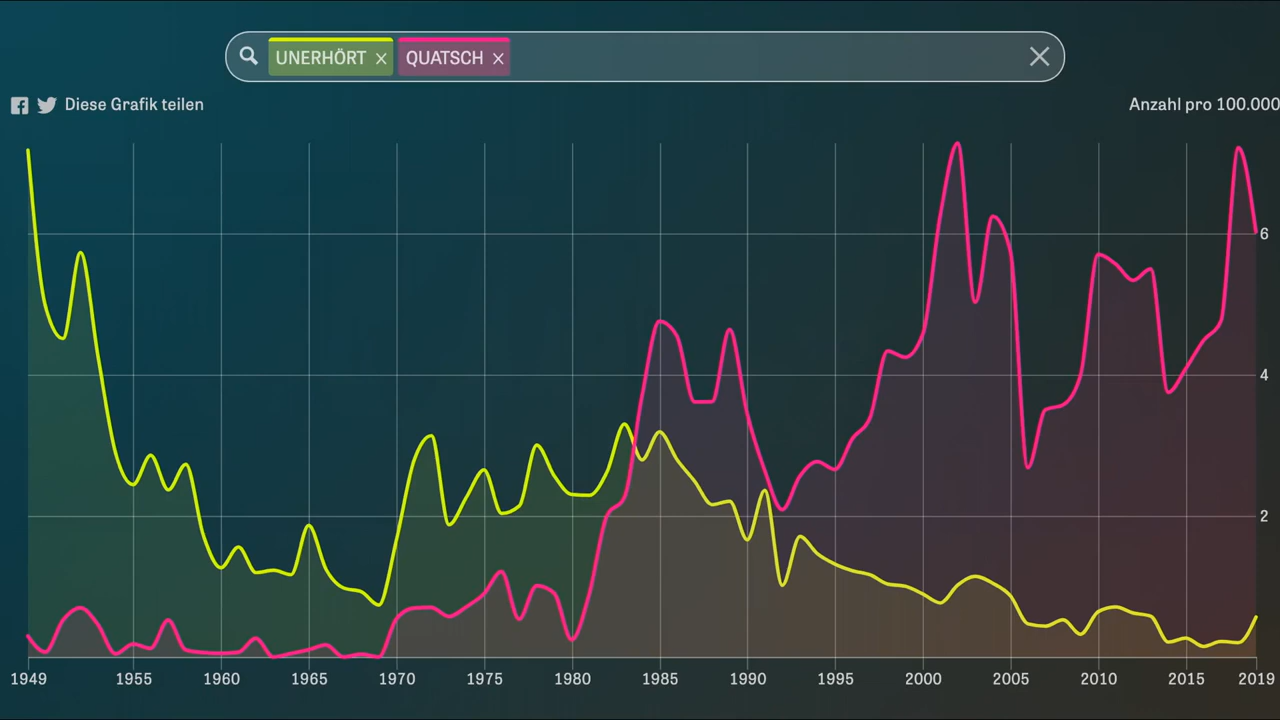 UNERHÖRT × QUATSCH ×
Diese Grafik teilen
Anzahl pro 100.000
6
4
2
1949 1955 1960 1965 1970 1975 1980 1985 1990 1995 2000 2005 2010 2015 2019